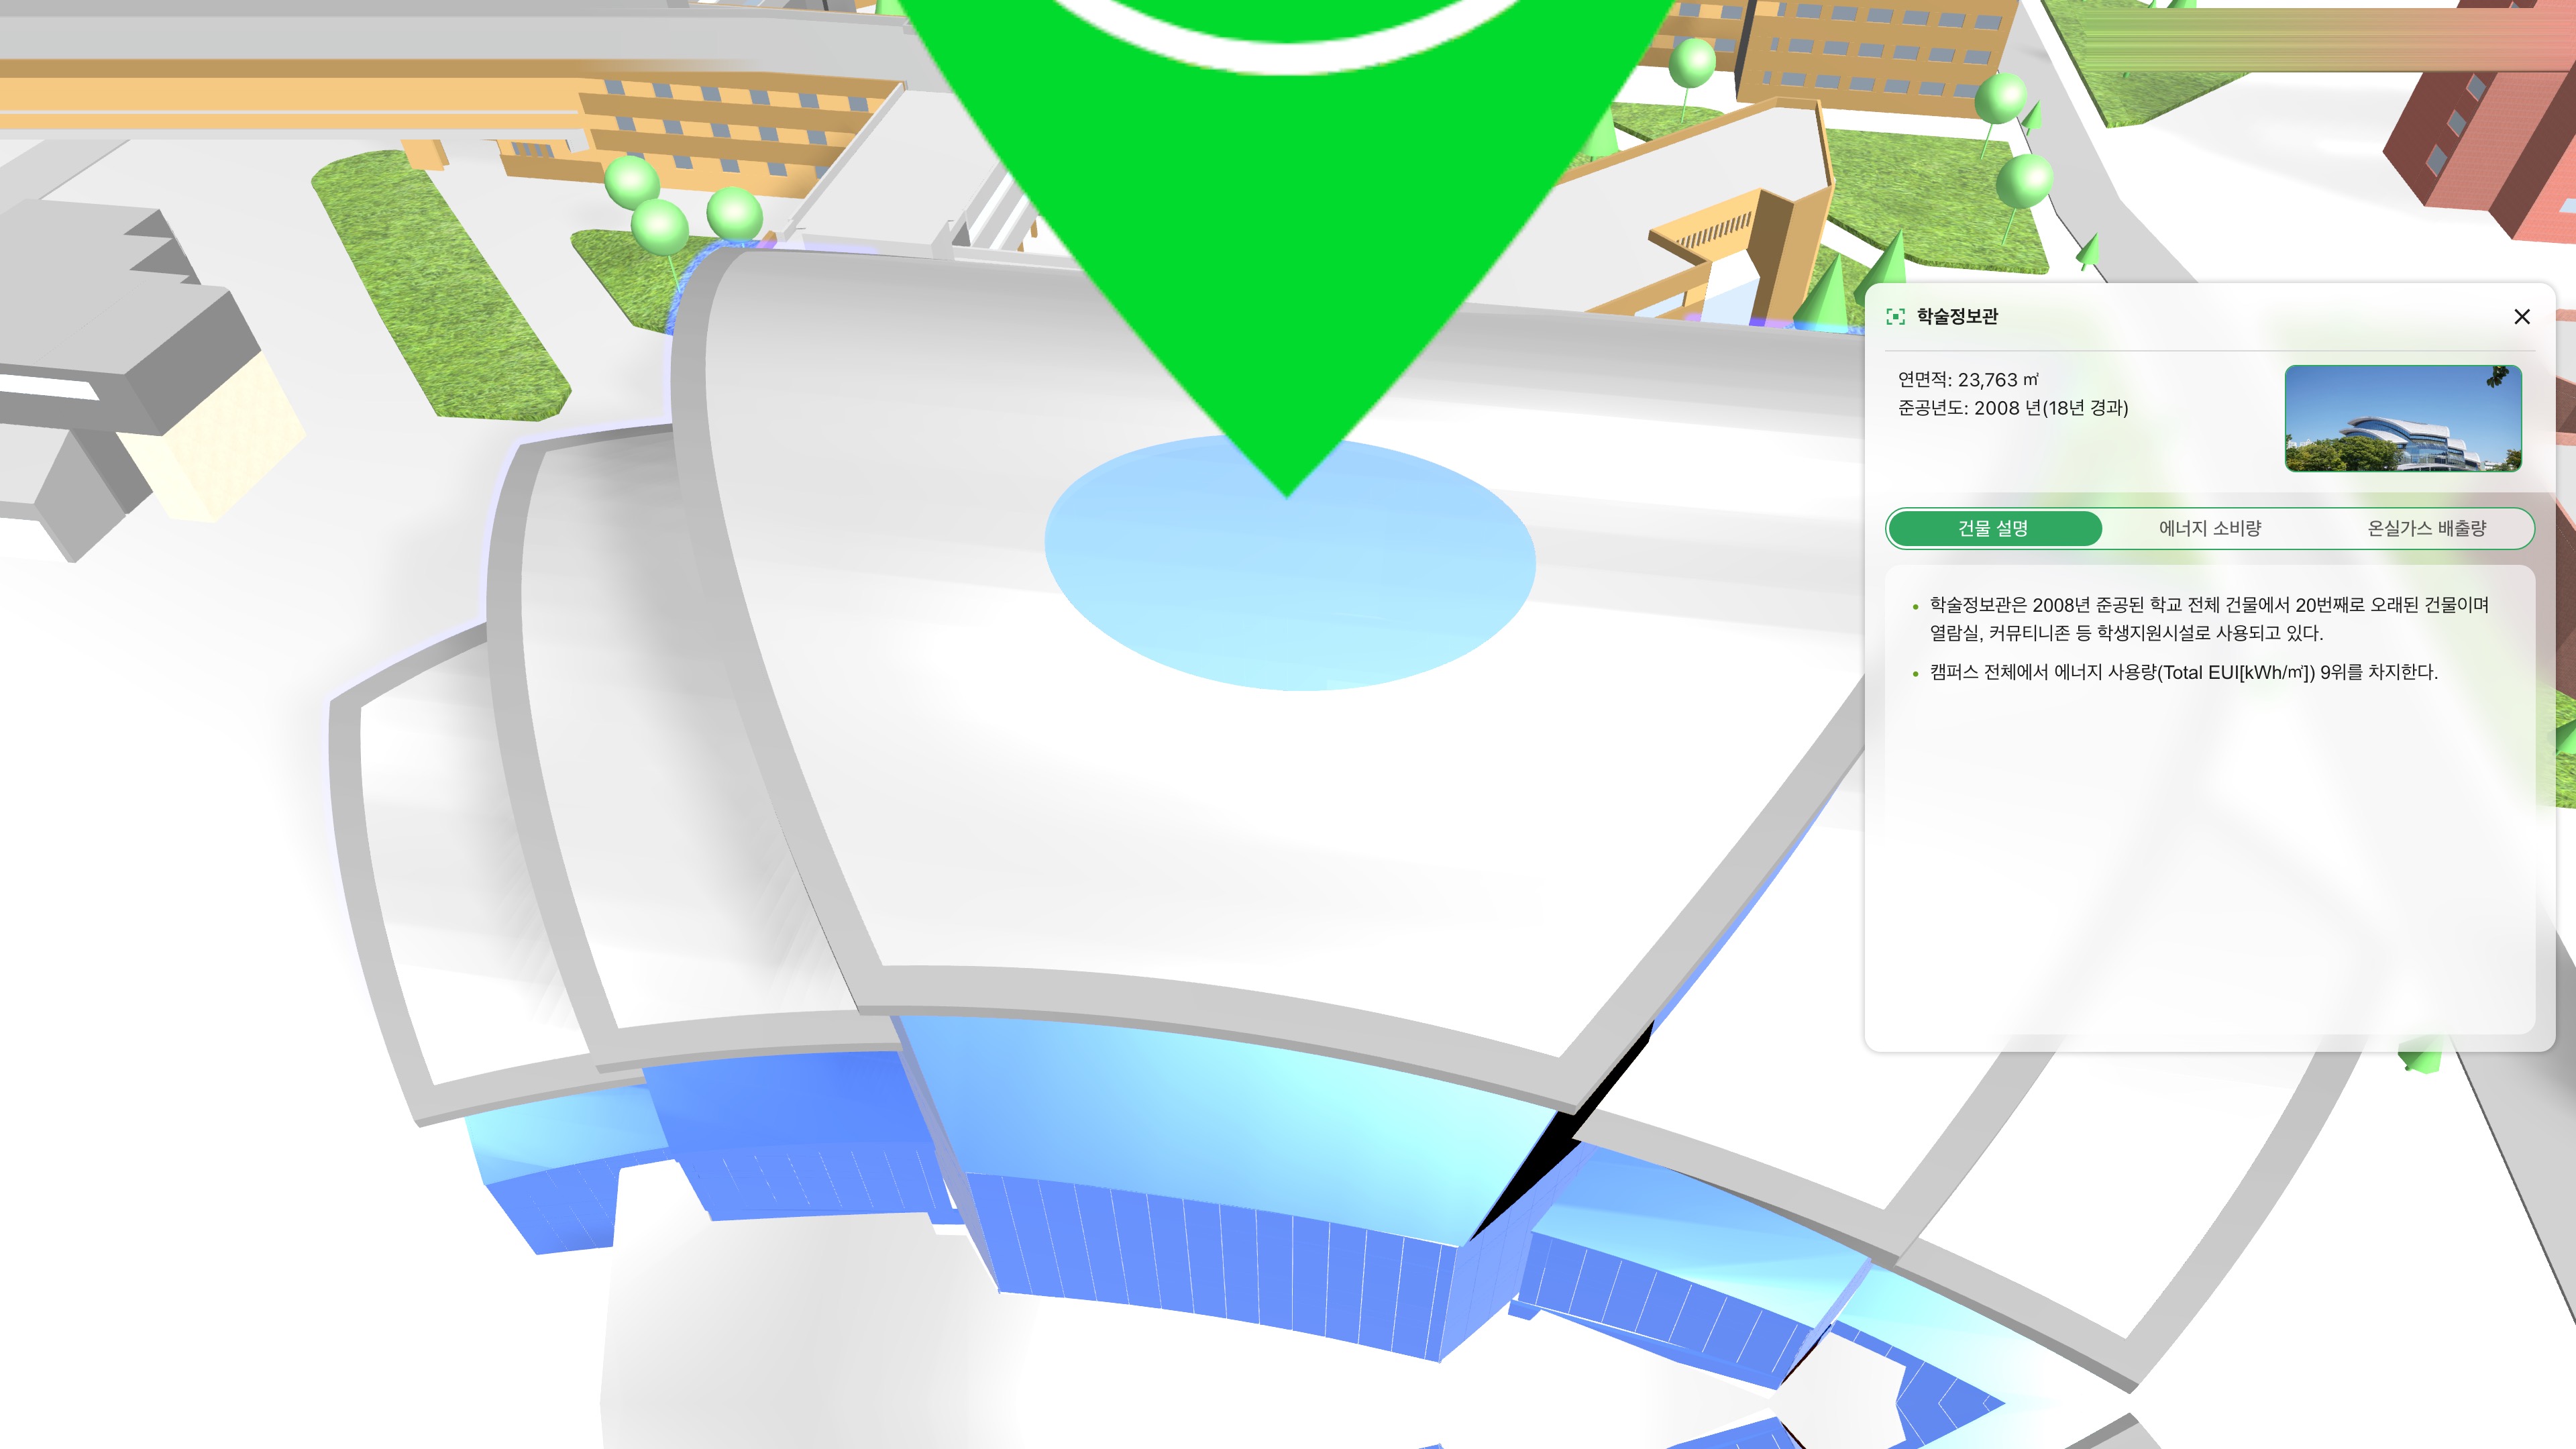 학술정보관
연면적: 23,763 ㎡
준공년도: 2008 년(18년 경과)
건물 설명
에너지 소비량
온실가스 배출량
학술정보관은 2008년 준공된 학교 전체 건물에서 20번째로 오래된 건물이며
열람실, 커뮤티니존 등 학생지원시설로 사용되고 있다.
캠퍼스 전체에서 에너지 사용량(Total EUI[kWh/㎡]) 9위를 차지한다.